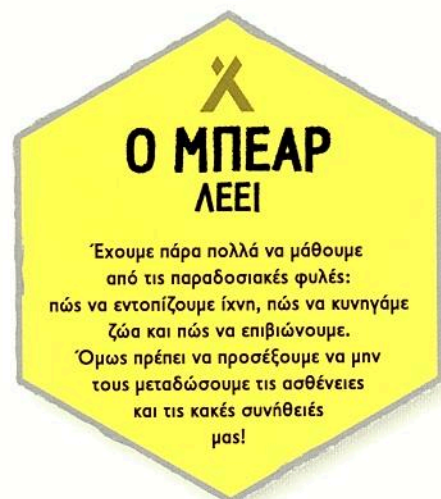 Ο ΜΠΕΑΡ
ΛΕΕΙ
Έχουμε πάρα πολλά να μάθουμε
από τις παραδοσιακές φυλές:
πώς να εντοπίζουμε ίχνη, πώς να κυνηγάμε
ζώα και πώς να επιβιώνουμε.
Όμως πρέπει να προσέξουμε να μην
τους μεταδώσουμε τις ασθένειες
και τις κακές συνήθειές
μας!